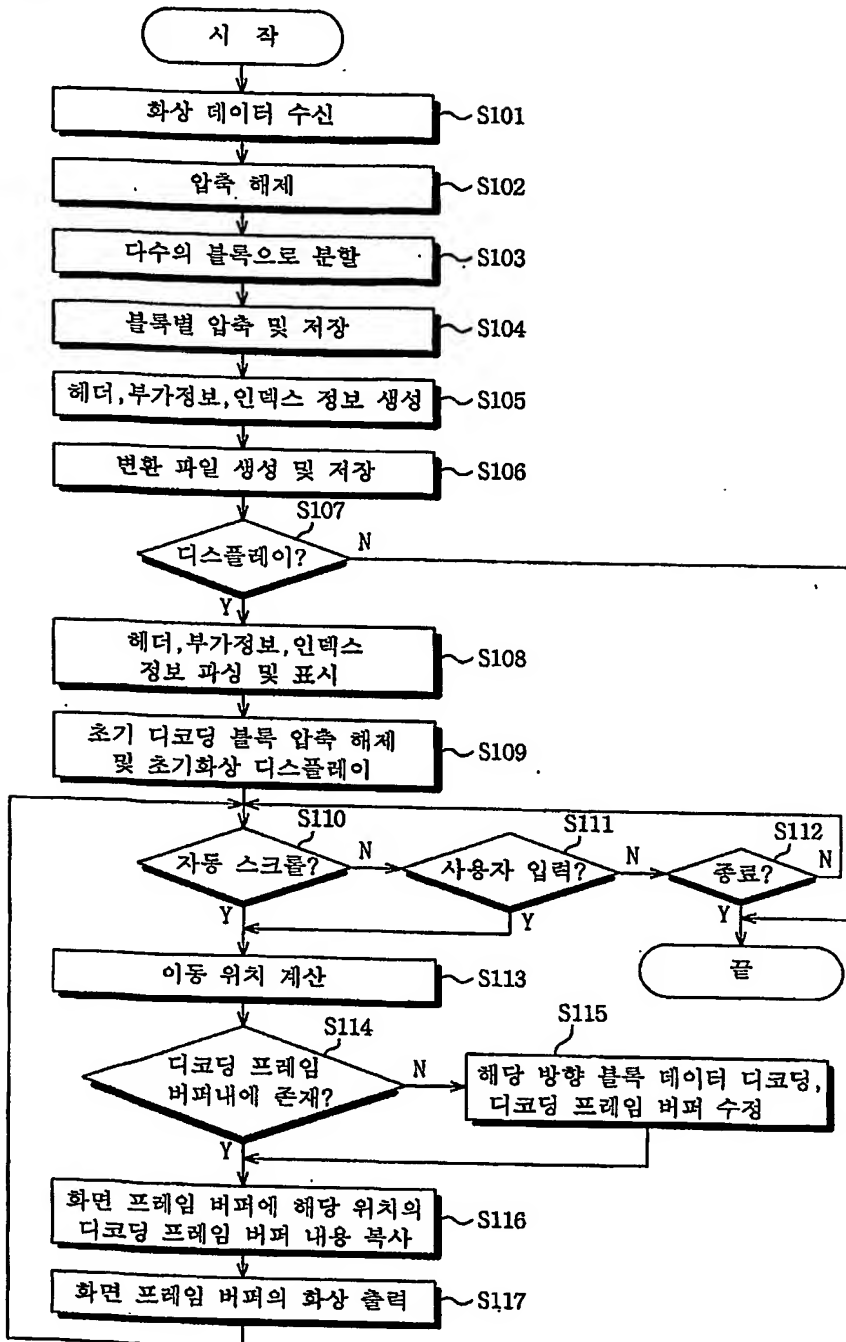 시 작
화상 데이터 수신
S101
압축 해제
S102
다수의 블록으로 분할
S103
블록별 압축 및 저장
S104
헤더,부가정보,인덱스 정보 생성
S105
변환 파일 생성 및 저장
S106
S107
디스플레이?
N
Y
헤더,부가정보,인덱스
정보 파싱 및 표시
S108
초기 디코딩 블록 압축 해제
및 초기화상 디스플레이
S109
S110
자동 스크롤?
N
Y
S111
사용자 입력?
N
Y
S112
종료?
N
Y
끝
이동 위치 계산
S113
S114
디코딩 프레임
버퍼내에 존재?
N
Y
S115
해당 방향 블록 데이터 디코딩,
디코딩 프레임 버퍼 수정
화면 프레임 버퍼에 해당 위치의
디코딩 프레임 버퍼 내용 복사
S116
화면 프레임 버퍼의 화상 출력
S117